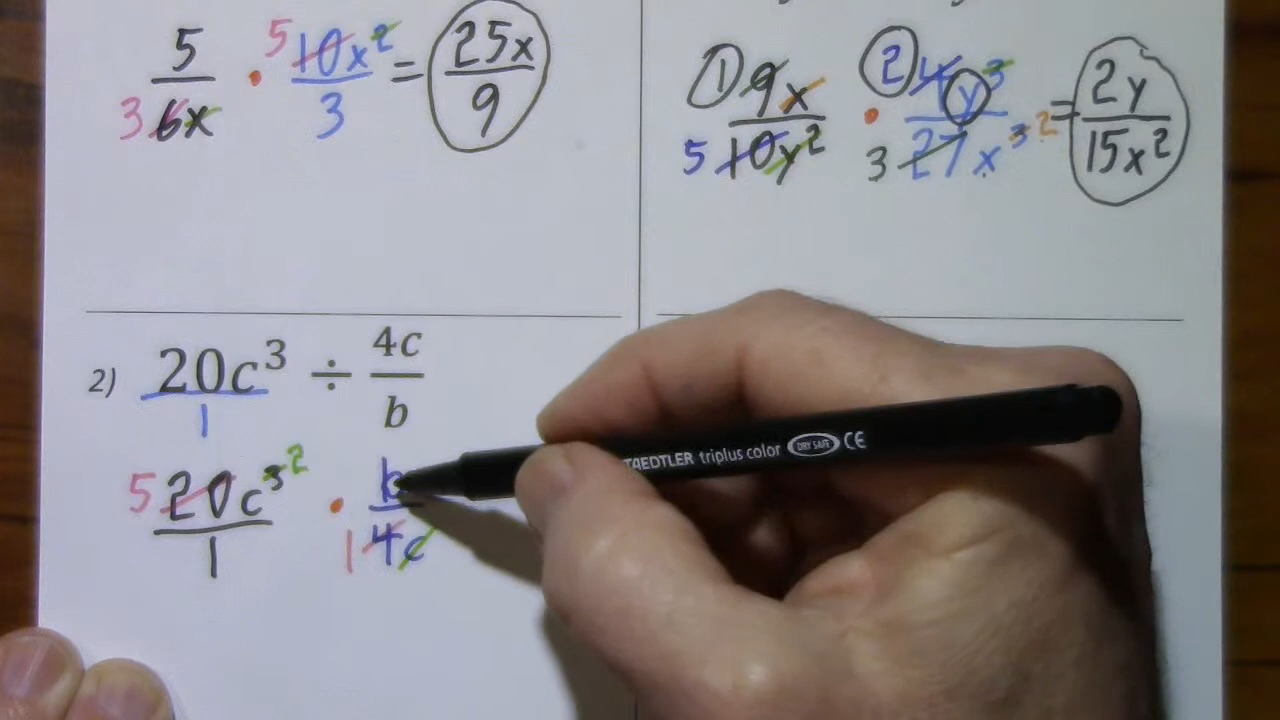 5/6x · 10x²/3 = 25x/9
3 5
9x/10y² · 4y³/27x³ = 2y/15x²
1 5 2 3 2
2) 20c³ ÷ 4c/b
1
20c³/1 · b/4c
5 2 1
STAEDTLER triplus color DRY SAFE CE